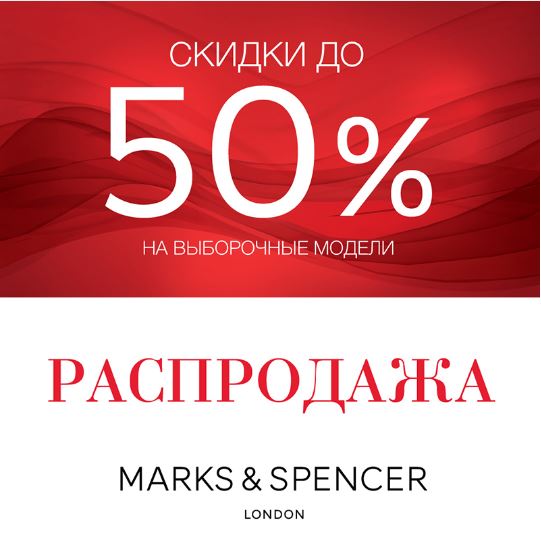 СКИДКИ ДО
50%
НА ВЫБОРОЧНЫЕ МОДЕЛИ
РАСПРОДАЖА
MARKS & SPENCER
LONDON